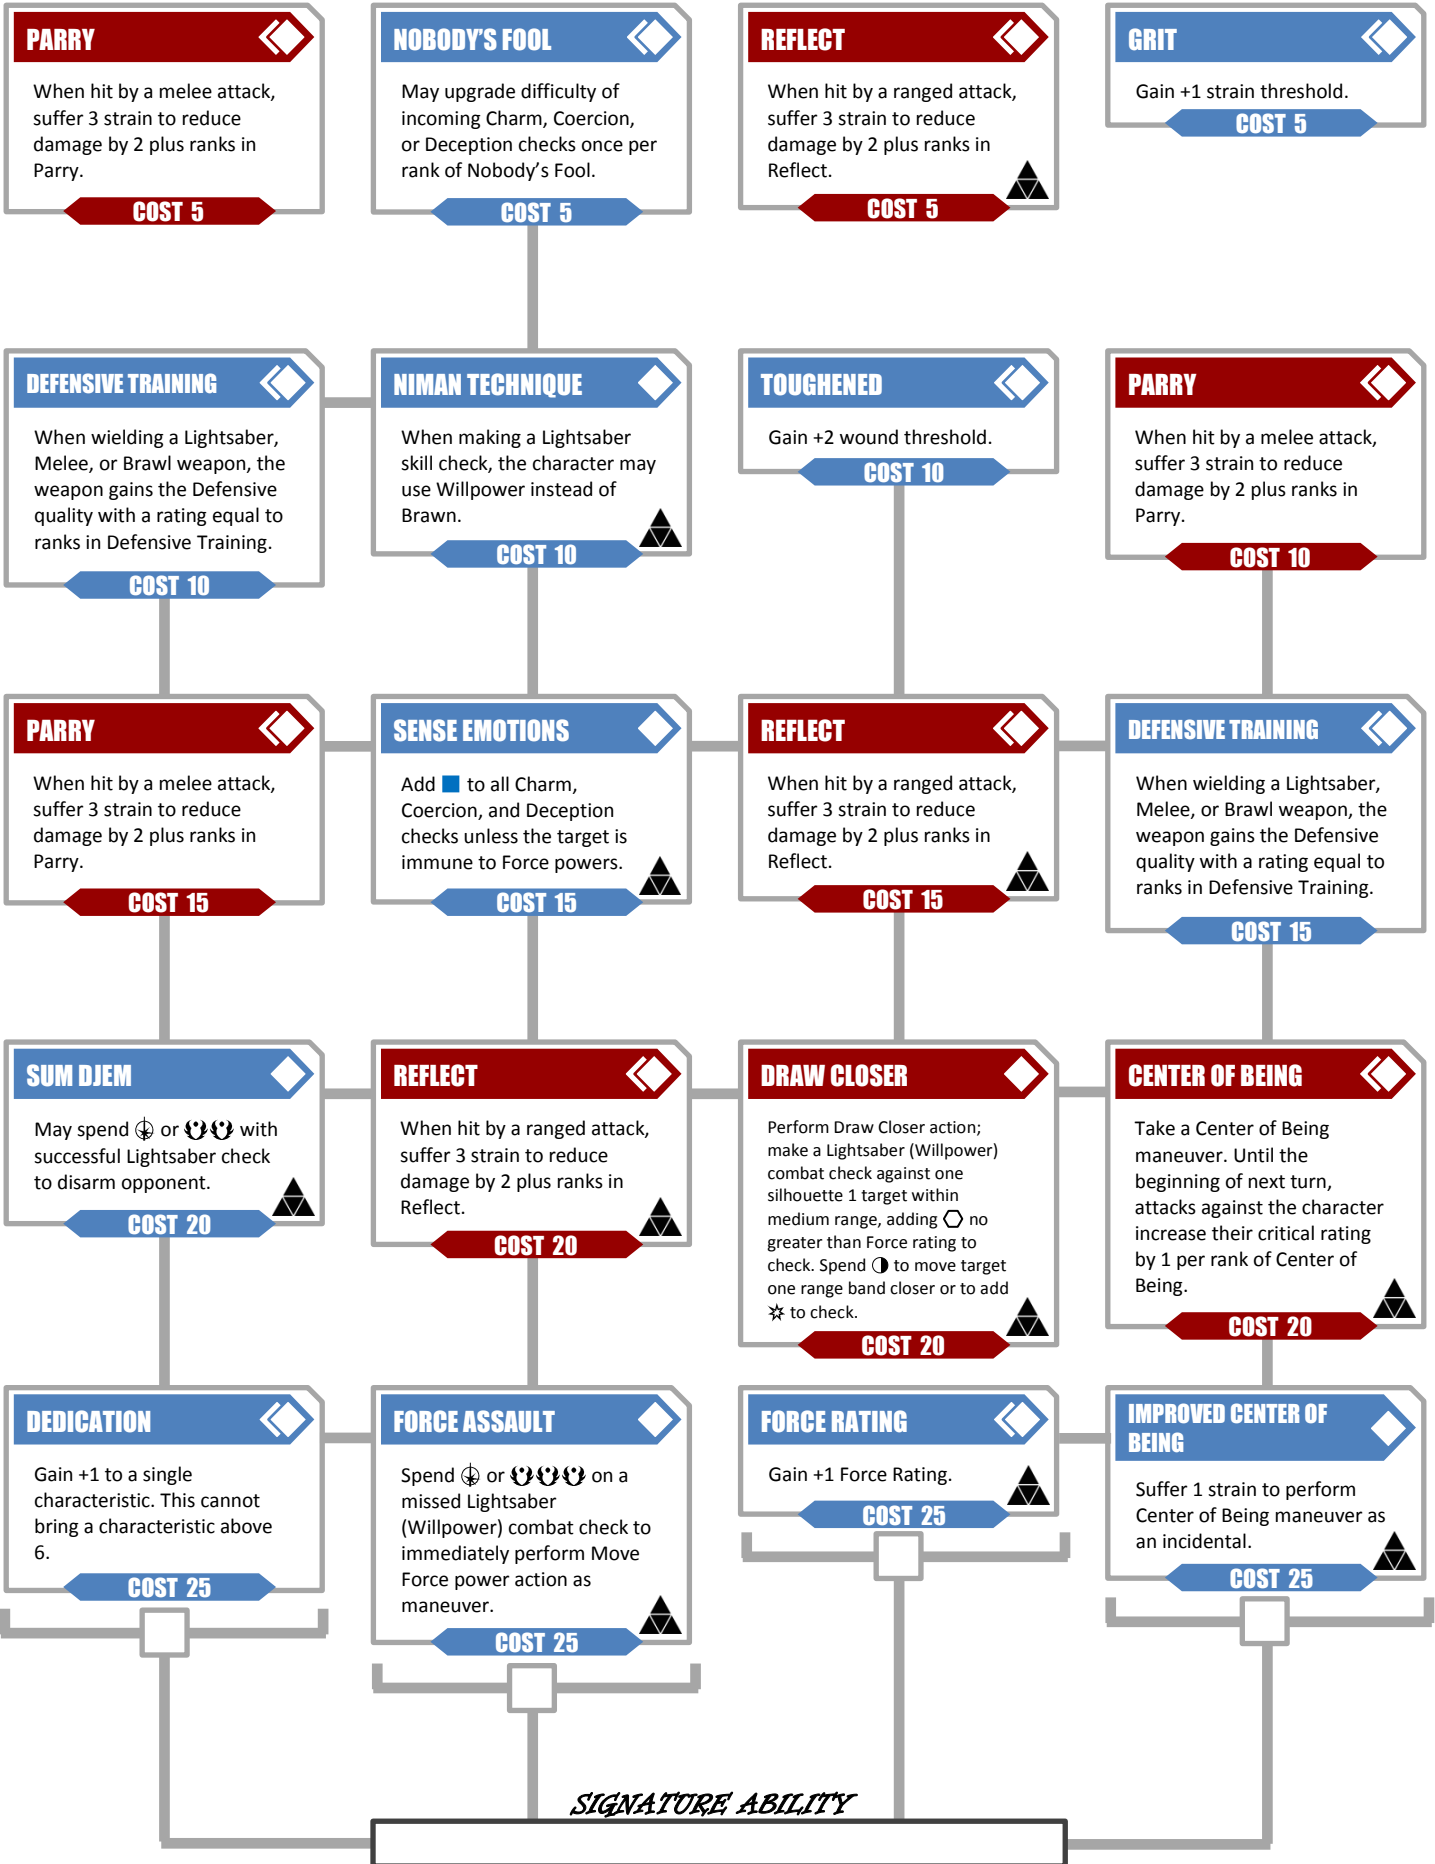 PARRY
When hit by a melee attack,
suffer 3 strain to reduce
damage by 2 plus ranks in
Parry.
COST 5
NOBODY'S FOOL
May upgrade difficulty of
incoming Charm, Coercion,
or Deception checks once per
rank of Nobody's Fool.
COST 5
REFLECT
When hit by a ranged attack,
suffer 3 strain to reduce
damage by 2 plus ranks in
Reflect.
COST 5
GRIT
Gain +1 strain threshold.
COST 5
DEFENSIVE TRAINING
When wielding a Lightsaber,
Melee, or Brawl weapon, the
weapon gains the Defensive
quality with a rating equal to
ranks in Defensive Training.
COST 10
NIMAN TECHNIQUE
When making a Lightsaber
skill check, the character may
use Willpower instead of
Brawn.
COST 10
TOUGHENED
Gain +2 wound threshold.
COST 10
PARRY
When hit by a melee attack,
suffer 3 strain to reduce
damage by 2 plus ranks in
Parry.
COST 10
PARRY
When hit by a melee attack,
suffer 3 strain to reduce
damage by 2 plus ranks in
Parry.
COST 15
SENSE EMOTIONS
Add to all Charm,
Coercion, and Deception
checks unless the target is
immune to Force powers.
COST 15
REFLECT
When hit by a ranged attack,
suffer 3 strain to reduce
damage by 2 plus ranks in
Reflect.
COST 15
DEFENSIVE TRAINING
When wielding a Lightsaber,
Melee, or Brawl weapon, the
weapon gains the Defensive
quality with a rating equal to
ranks in Defensive Training.
COST 15
SUM DJEM
May spend or with
successful Lightsaber check
to disarm opponent.
COST 20
REFLECT
When hit by a ranged attack,
suffer 3 strain to reduce
damage by 2 plus ranks in
Reflect.
COST 20
DRAW CLOSER
Perform Draw Closer action;
make a Lightsaber (Willpower)
combat check against one
silhouette 1 target within
medium range, adding no
greater than Force rating to
check. Spend to move target
one range band closer or to add
to check.
COST 20
CENTER OF BEING
Take a Center of Being
maneuver. Until the
beginning of next turn,
attacks against the character
increase their critical rating
by 1 per rank of Center of
Being.
COST 20
DEDICATION
Gain +1 to a single
characteristic. This cannot
bring a characteristic above
6.
COST 25
FORCE ASSAULT
Spend or on a
missed Lightsaber
(Willpower) combat check to
immediately perform Move
Force power action as
maneuver.
COST 25
FORCE RATING
Gain +1 Force Rating.
COST 25
IMPROVED CENTER OF
BEING
Suffer 1 strain to perform
Center of Being maneuver as
an incidental.
COST 25
SIGNATURE ABILITY